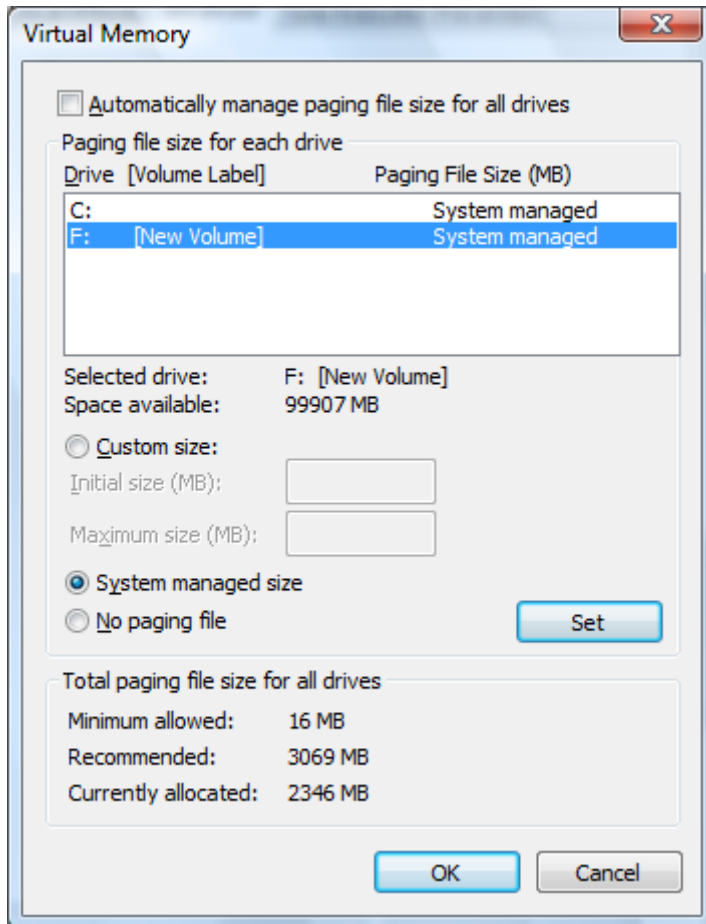 Virtual Memory
Automatically manage paging file size for all drives
Paging file size for each drive
Drive [Volume Label] Paging File Size (MB)
C: System managed
F: [New Volume] System managed
Selected drive: F: [New Volume]
Space available: 99907 MB
Custom size:
Initial size (MB):
Maximum size (MB):
System managed size
No paging file
Set
Total paging file size for all drives
Minimum allowed: 16 MB
Recommended: 3069 MB
Currently allocated: 2346 MB
OK Cancel